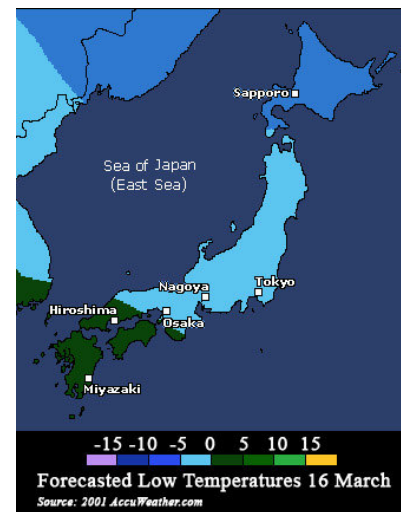 Sapporo
Sea of Japan
(East Sea)
Nagoya
Tokyo
Hiroshima
Osaka
Miyazaki
-15 -10 -5 0 5 10 15
Forecasted Low Temperatures 16 March
Source: 2001 AccuWeather.com